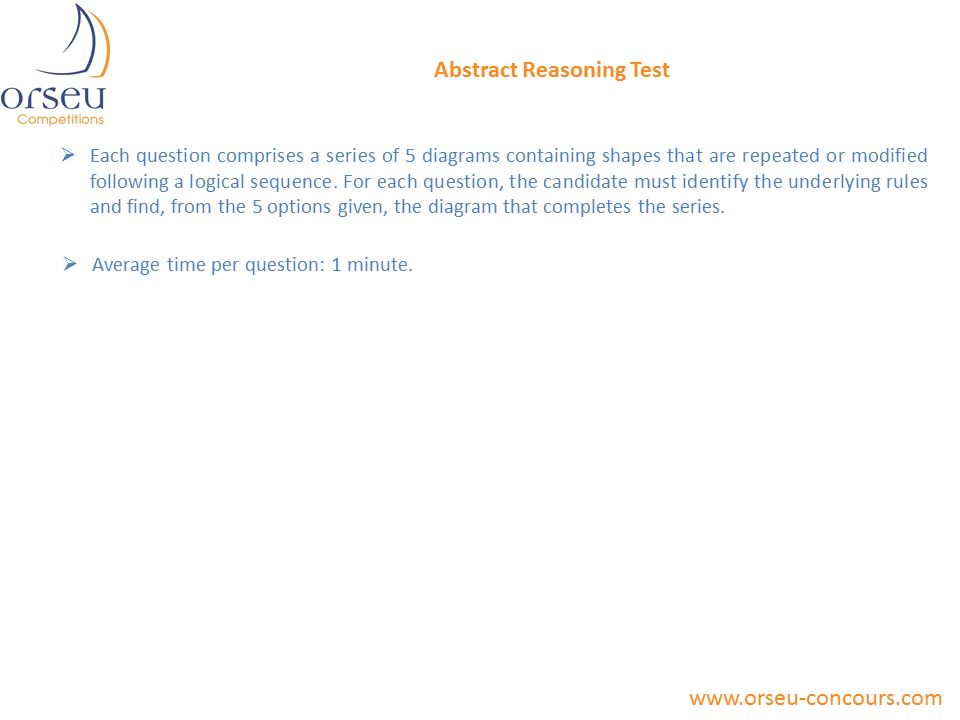 orseu
Competitions
Abstract Reasoning Test
➢ Each question comprises a series of 5 diagrams containing shapes that are repeated or modified
following a logical sequence. For each question, the candidate must identify the underlying rules
and find, from the 5 options given, the diagram that completes the series.
➢ Average time per question: 1 minute.
www.orseu-concours.com